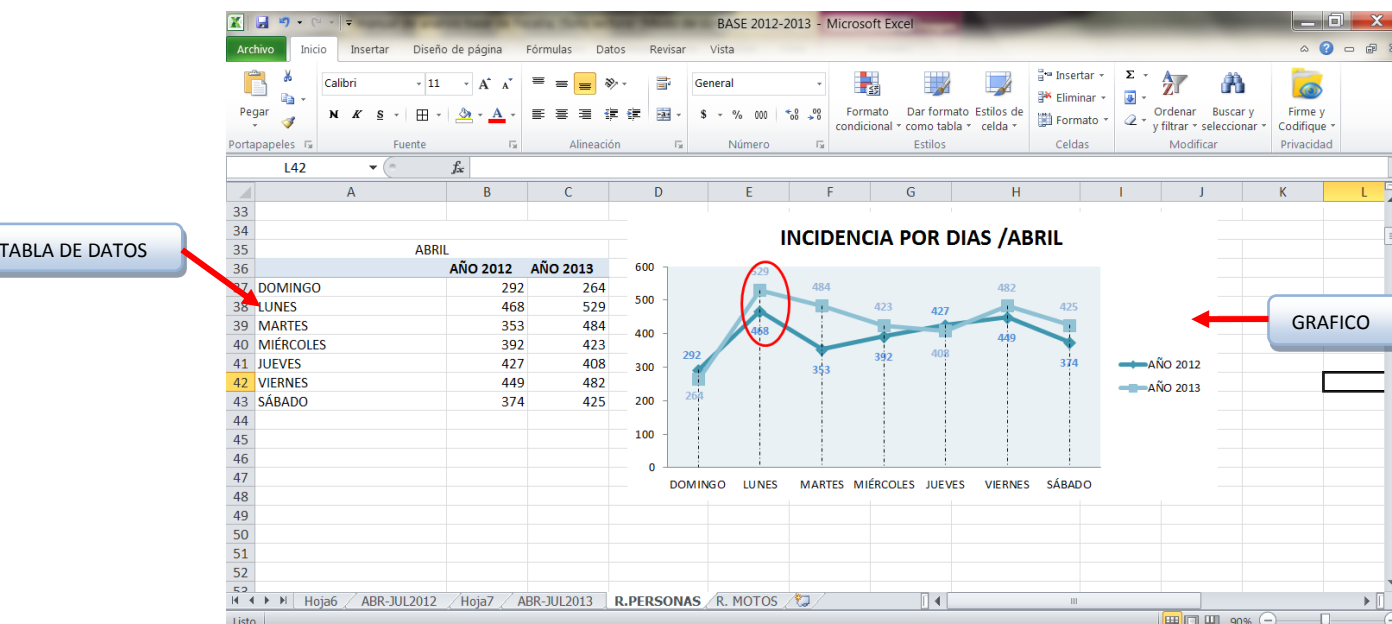 BASE 2012-2013 - Microsoft Excel
Archivo Inicio Insertar Diseño de página Fórmulas Datos Revisar Vista
Calibri 11 General Insertar Σ
Pegar N K S $ % 000 Formato condicional Dar formato como tabla Estilos de celda Eliminar Formato Ordenar y filtrar Buscar y seleccionar Firme y Codifique
Portapapeles Fuente Alineación Número Estilos Celdas Modificar Privacidad
L42 fx
A B C D E F G H I J K L
33
34
35 ABRIL
36 AÑO 2012 AÑO 2013
37 DOMINGO 292 264
38 LUNES 468 529
39 MARTES 353 484
40 MIÉRCOLES 392 423
41 JUEVES 427 408
42 VIERNES 449 482
43 SÁBADO 374 425
44
45
46
47
48
49
50
51
52
53
TABLA DE DATOS
INCIDENCIA POR DIAS /ABRIL
600
500
400
300
200
100
0
529 484 423 427 482 425
292 468 353 392 408 449 374
264
DOMINGO LUNES MARTES MIÉRCOLES JUEVES VIERNES SÁBADO
AÑO 2012
AÑO 2013
GRAFICO
Hoja6 ABR-JUL2012 Hoja7 ABR-JUL2013 R.PERSONAS R. MOTOS
Listo 90%